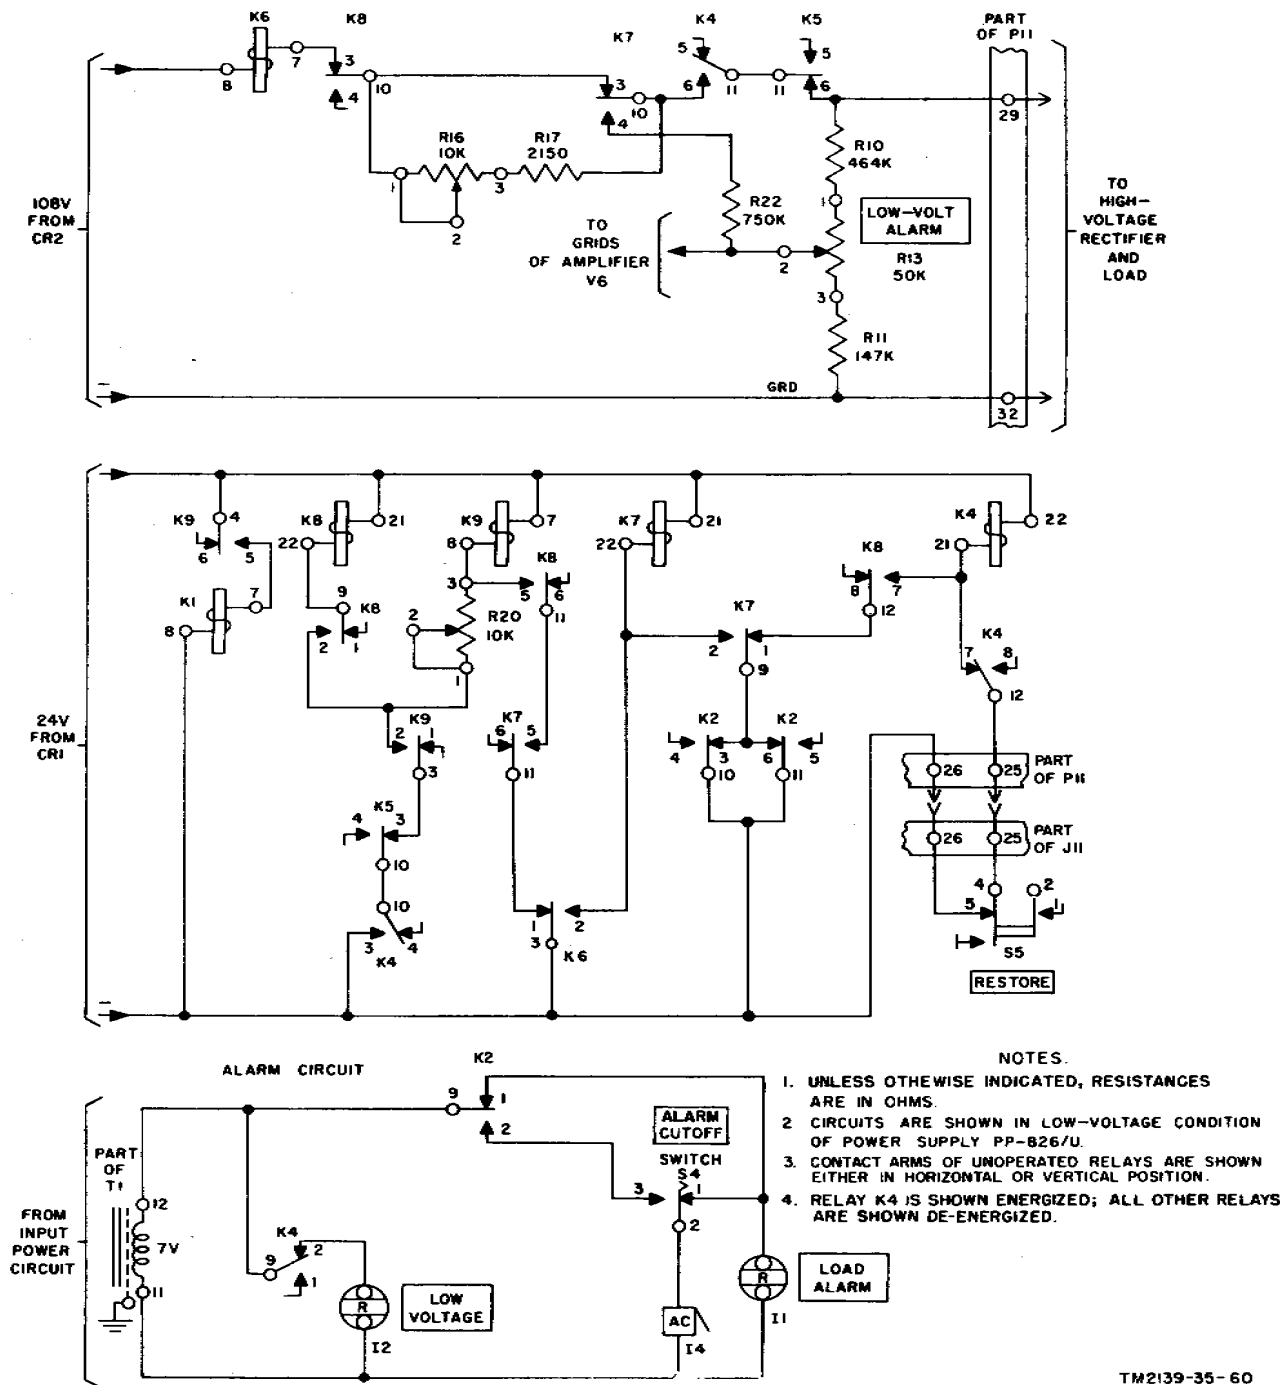 K6
K8
K7
K4
K5
PART
OF P11
8
7
3
4
10
3
4
10
5
6
11
11
5
6
29
R16
10K
R17
2150
1
3
2
R10
464K
R22
750K
1
LOW-VOLT
ALARM
R13
50K
2
3
R11
147K
TO
GRIDS
OF AMPLIFIER
V6
108V
FROM
CR2
TO
HIGH-
VOLTAGE
RECTIFIER
AND
LOAD
–
GRD
32
K9
4
6
5
K8
21
22
K9
7
8
K7
21
22
K4
22
21
K1
7
8
9
K8
2
1
3
2
R20
10K
1
K8
5
6
11
K8
8
7
12
K7
2
1
9
K4
7
8
12
K9
2
1
3
K7
6
5
11
K2
4
3
10
K2
6
5
11
K5
4
3
10
10
3
4
K4
1
2
3
K6
24V
FROM
CR1
–
26
25
PART
OF P11
26
25
PART
OF J11
4
2
5
1
S5
RESTORE
ALARM CIRCUIT
K2
9
1
2
ALARM
CUTOFF
SWITCH
S4
3
1
2
PART
OF
T1
12
7V
11
FROM
INPUT
POWER
CIRCUIT
K4
9
2
1
R
I2
LOW
VOLTAGE
AC
I4
R
I1
LOAD
ALARM
NOTES.
1. UNLESS OTHEWISE INDICATED, RESISTANCES
ARE IN OHMS.
2 CIRCUITS ARE SHOWN IN LOW-VOLTAGE CONDITION
OF POWER SUPPLY PP-826/U.
3. CONTACT ARMS OF UNOPERATED RELAYS ARE SHOWN
EITHER IN HORIZONTAL OR VERTICAL POSITION.
4. RELAY K4 IS SHOWN ENERGIZED; ALL OTHER RELAYS
ARE SHOWN DE-ENERGIZED.
TM2139-35-60